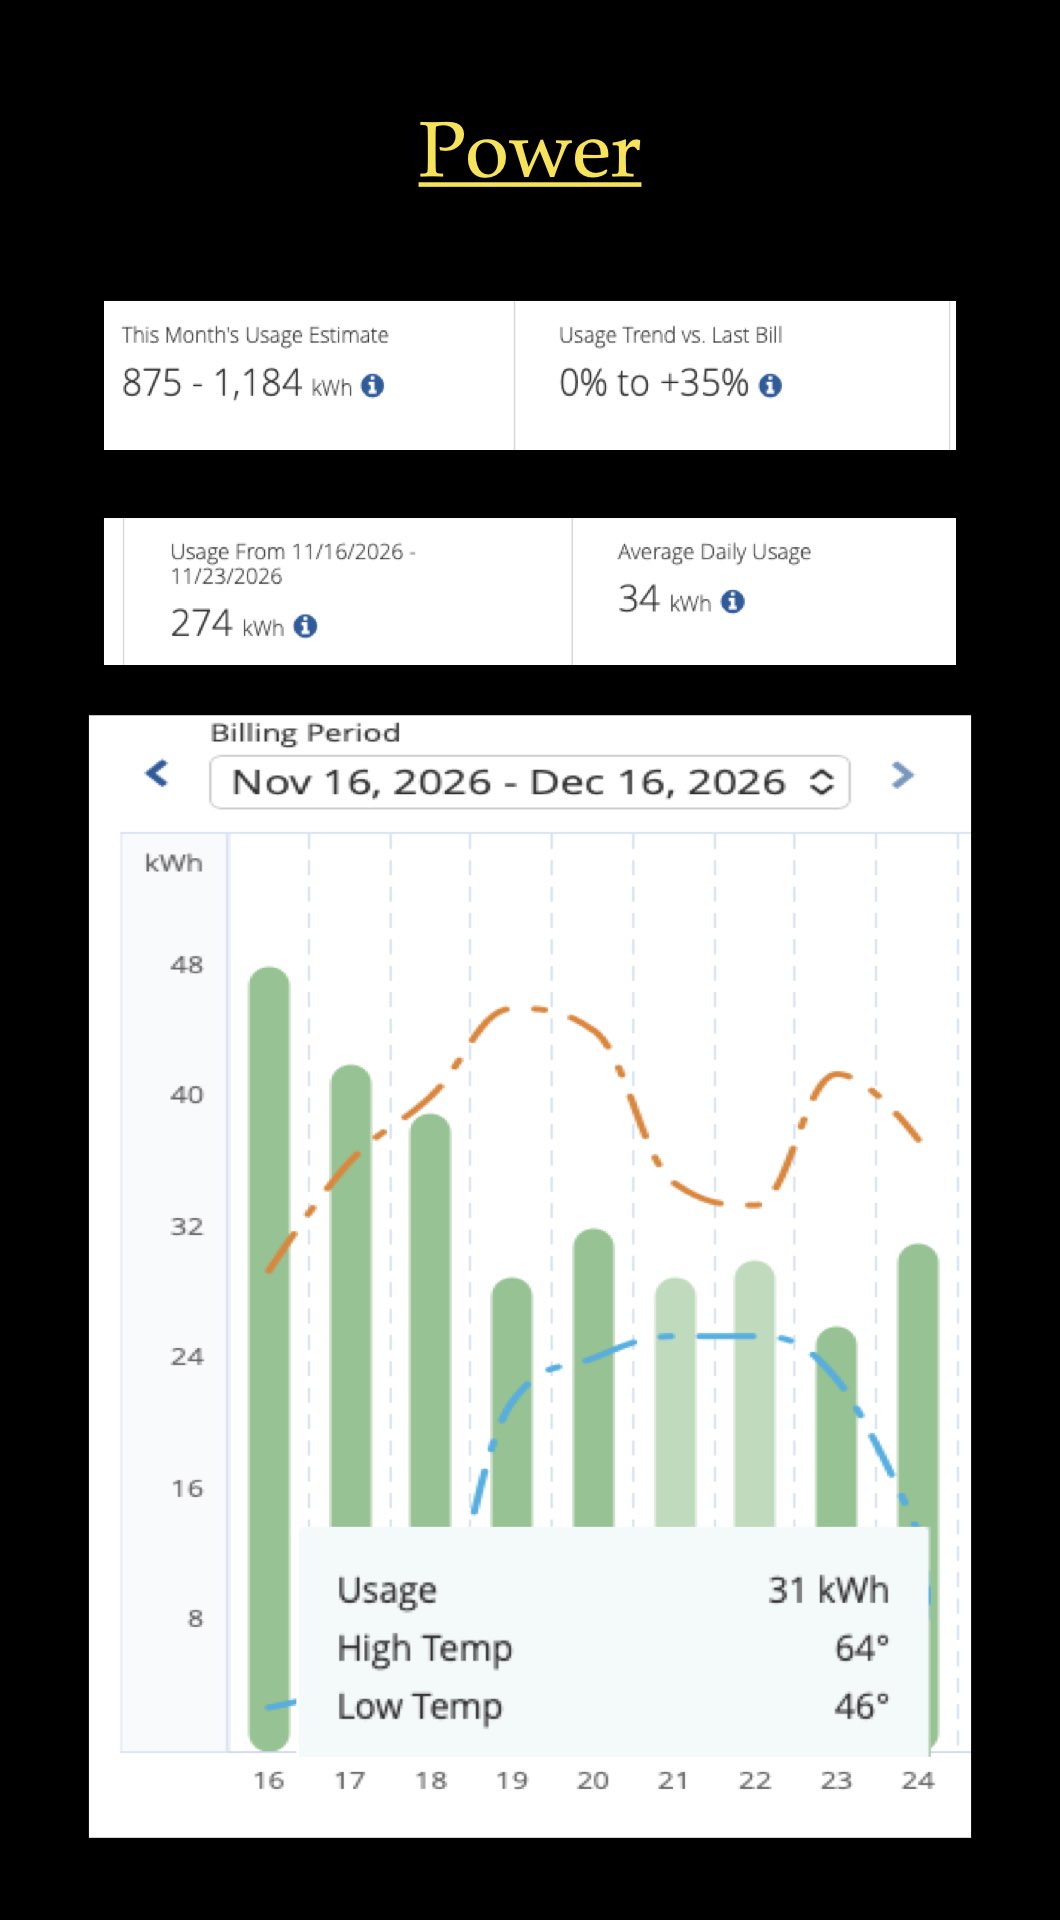 Power
This Month's Usage Estimate
875 - 1,184 kWh
Usage Trend vs. Last Bill
0% to +35%
Usage From 11/16/2026 -
11/23/2026
274 kWh
Average Daily Usage
34 kWh
Billing Period
Nov 16, 2026 - Dec 16, 2026
kWh
48
40
32
24
16
8
Usage 31 kWh
High Temp 64°
Low Temp 46°
16 17 18 19 20 21 22 23 24